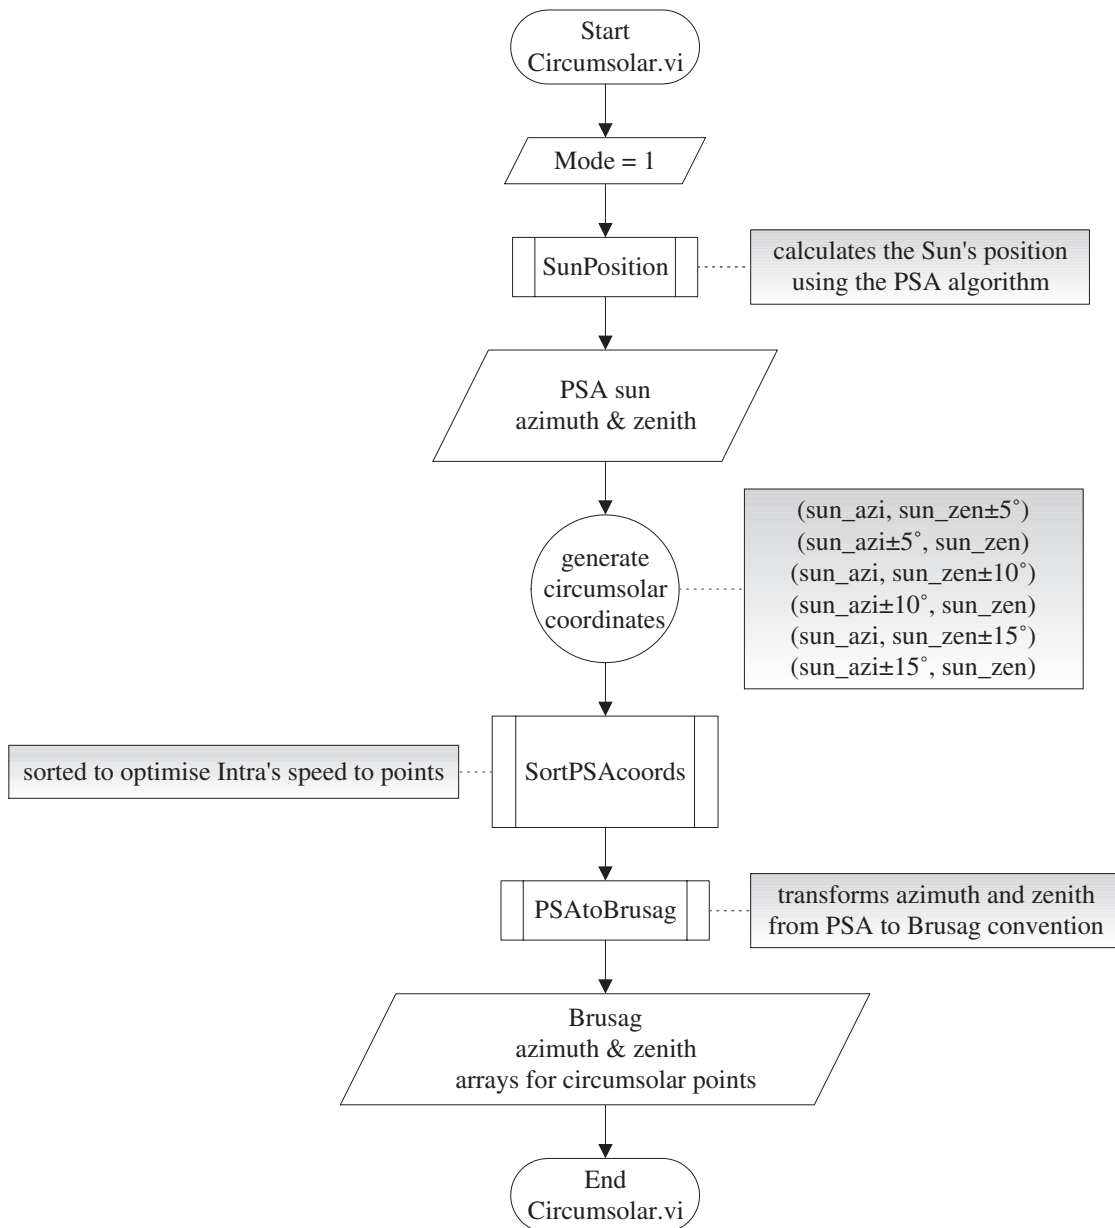 Start
Circumsolar.vi
Mode = 1
SunPosition
calculates the Sun's position
using the PSA algorithm
PSA sun
azimuth & zenith
generate
circumsolar
coordinates
(sun_azi, sun_zen±5˚)
(sun_azi±5˚, sun_zen)
(sun_azi, sun_zen±10˚)
(sun_azi±10˚, sun_zen)
(sun_azi, sun_zen±15˚)
(sun_azi±15˚, sun_zen)
sorted to optimise Intra's speed to points
SortPSAcoords
PSAtoBrusag
transforms azimuth and zenith
from PSA to Brusag convention
Brusag
azimuth & zenith
arrays for circumsolar points
End
Circumsolar.vi